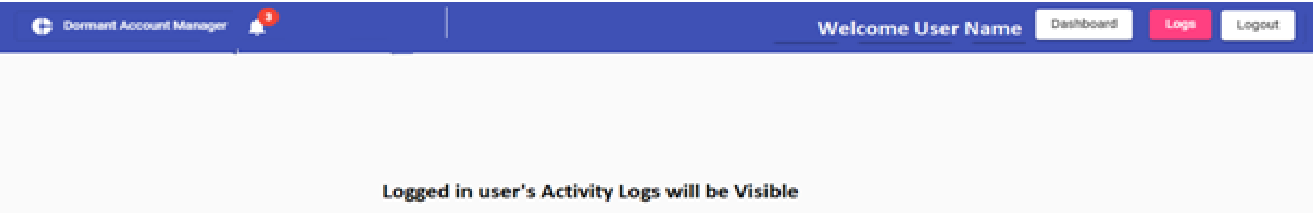 Dormant Account Manager 3 Welcome User Name Dashboard Logs Logout
Logged in user's Activity Logs will be Visible